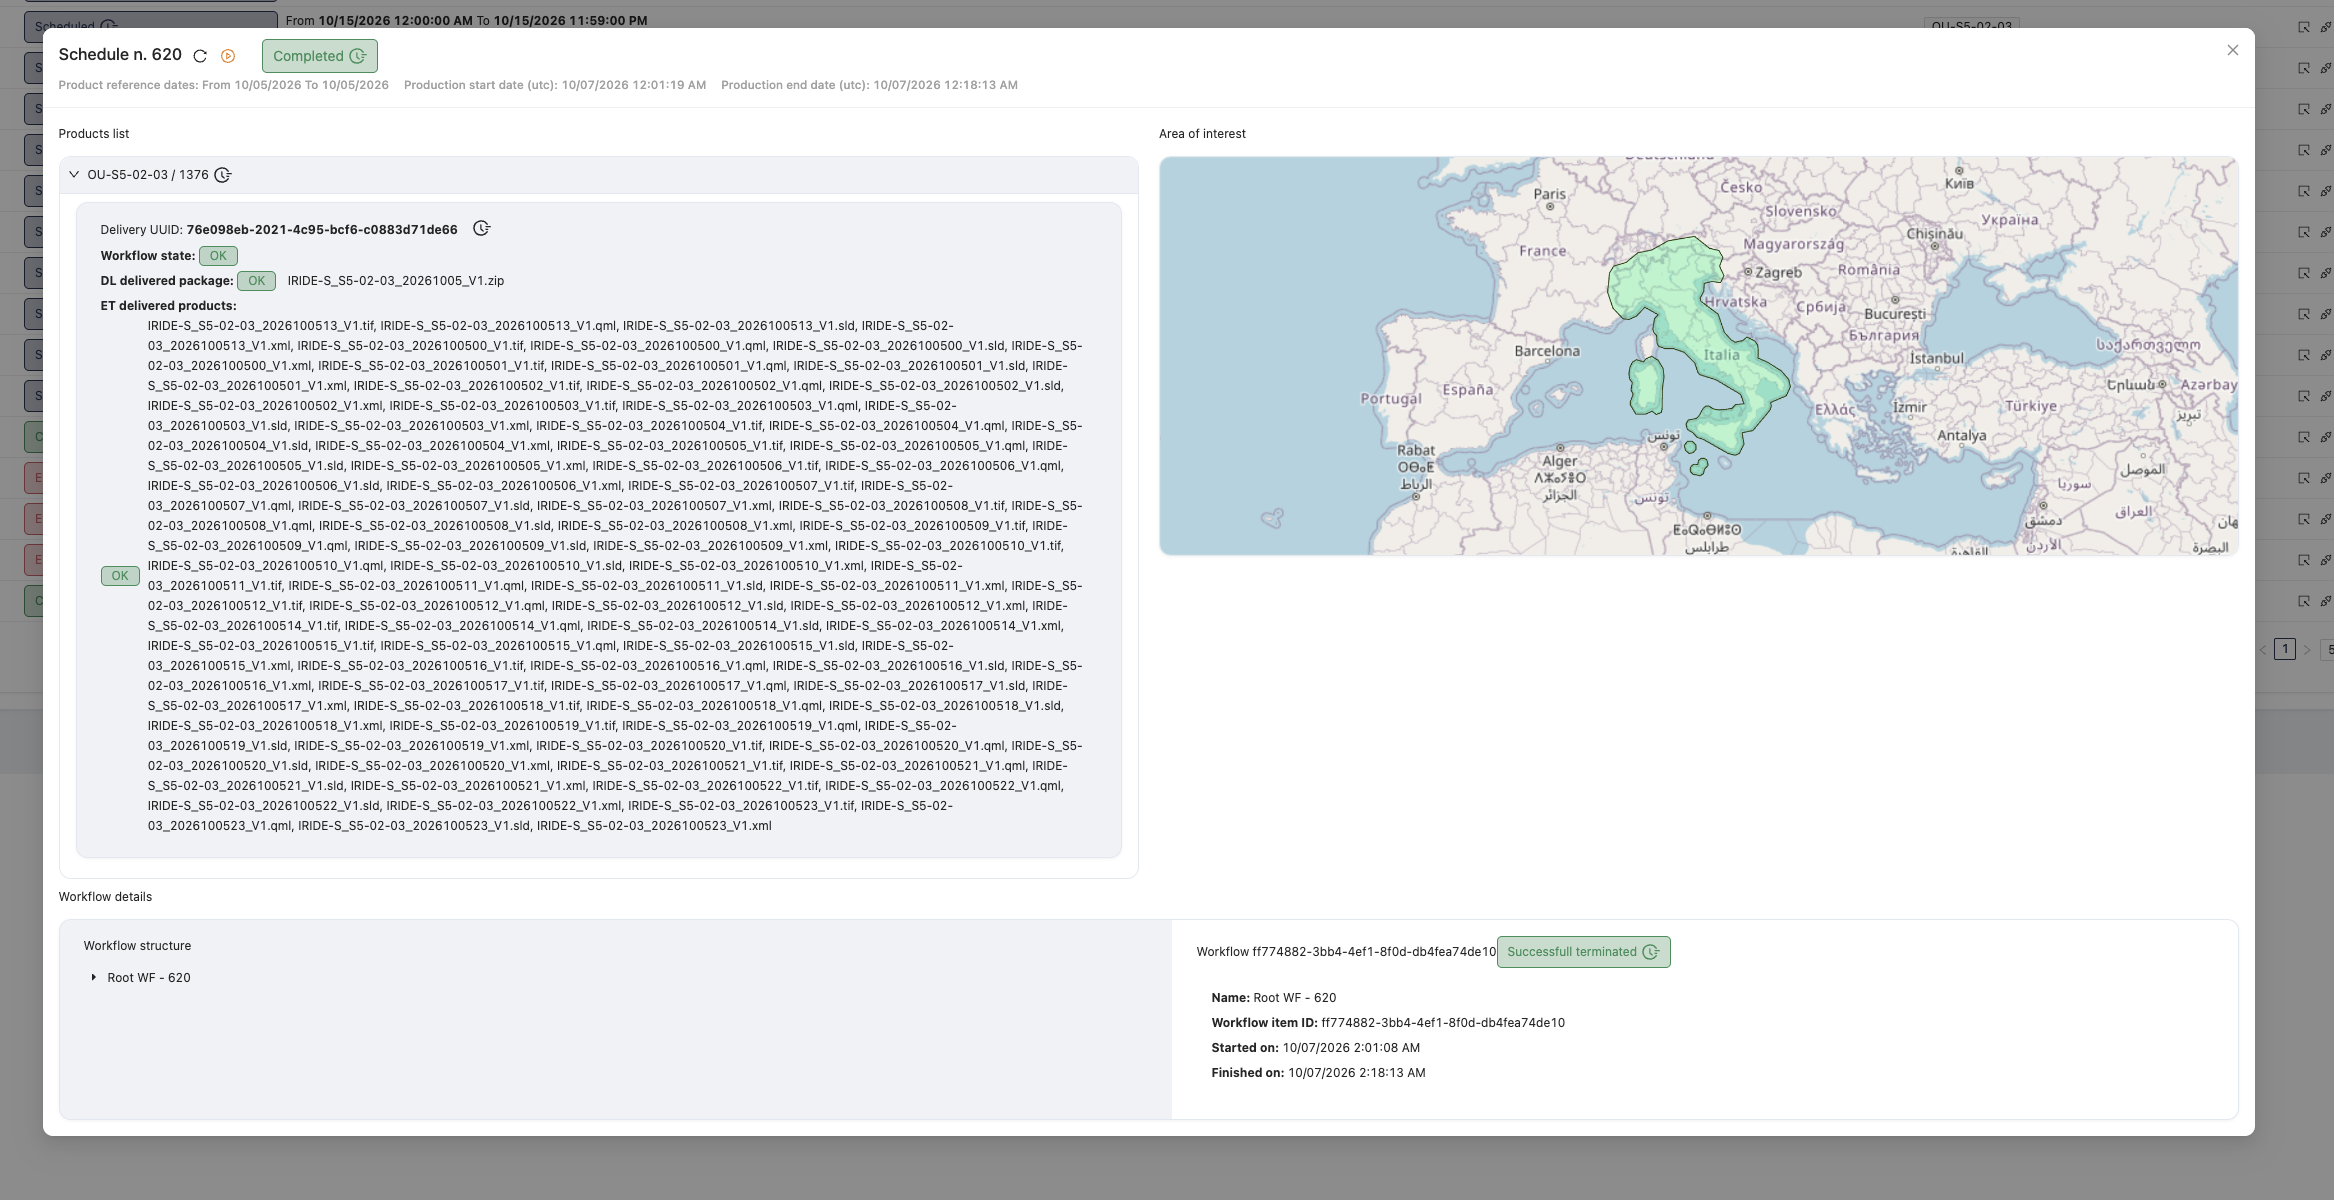 Scheduled
From 10/15/2026 12:00:00 AM To 10/15/2026 11:59:00 PM
OU-S5-02-03
Schedule n. 620
Completed
Product reference dates: From 10/05/2026 To 10/05/2026 Production start date (utc): 10/07/2026 12:01:19 AM Production end date (utc): 10/07/2026 12:18:13 AM
Products list
OU-S5-02-03 / 1376
Delivery UUID: 76e098eb-2021-4c95-bcf6-c0883d71de66
Workflow state: OK
DL delivered package: OK IRIDE-S_S5-02-03_20261005_V1.zip
ET delivered products:
OK
IRIDE-S_S5-02-03_2026100513_V1.tif, IRIDE-S_S5-02-03_2026100513_V1.qml, IRIDE-S_S5-02-03_2026100513_V1.sld, IRIDE-S_S5-02-
03_2026100513_V1.xml, IRIDE-S_S5-02-03_2026100500_V1.tif, IRIDE-S_S5-02-03_2026100500_V1.qml, IRIDE-S_S5-02-03_2026100500_V1.sld, IRIDE-S_S5-
02-03_2026100500_V1.xml, IRIDE-S_S5-02-03_2026100501_V1.tif, IRIDE-S_S5-02-03_2026100501_V1.qml, IRIDE-S_S5-02-03_2026100501_V1.sld, IRIDE-
S_S5-02-03_2026100501_V1.xml, IRIDE-S_S5-02-03_2026100502_V1.tif, IRIDE-S_S5-02-03_2026100502_V1.qml, IRIDE-S_S5-02-03_2026100502_V1.sld,
IRIDE-S_S5-02-03_2026100502_V1.xml, IRIDE-S_S5-02-03_2026100503_V1.tif, IRIDE-S_S5-02-03_2026100503_V1.qml, IRIDE-S_S5-02-
03_2026100503_V1.sld, IRIDE-S_S5-02-03_2026100503_V1.xml, IRIDE-S_S5-02-03_2026100504_V1.tif, IRIDE-S_S5-02-03_2026100504_V1.qml, IRIDE-S_S5-
02-03_2026100504_V1.sld, IRIDE-S_S5-02-03_2026100504_V1.xml, IRIDE-S_S5-02-03_2026100505_V1.tif, IRIDE-S_S5-02-03_2026100505_V1.qml, IRIDE-
S_S5-02-03_2026100505_V1.sld, IRIDE-S_S5-02-03_2026100505_V1.xml, IRIDE-S_S5-02-03_2026100506_V1.tif, IRIDE-S_S5-02-03_2026100506_V1.qml,
IRIDE-S_S5-02-03_2026100506_V1.sld, IRIDE-S_S5-02-03_2026100506_V1.xml, IRIDE-S_S5-02-03_2026100507_V1.tif, IRIDE-S_S5-02-
03_2026100507_V1.qml, IRIDE-S_S5-02-03_2026100507_V1.sld, IRIDE-S_S5-02-03_2026100507_V1.xml, IRIDE-S_S5-02-03_2026100508_V1.tif, IRIDE-S_S5-
02-03_2026100508_V1.qml, IRIDE-S_S5-02-03_2026100508_V1.sld, IRIDE-S_S5-02-03_2026100508_V1.xml, IRIDE-S_S5-02-03_2026100509_V1.tif, IRIDE-
S_S5-02-03_2026100509_V1.qml, IRIDE-S_S5-02-03_2026100509_V1.sld, IRIDE-S_S5-02-03_2026100509_V1.xml, IRIDE-S_S5-02-03_2026100510_V1.tif,
IRIDE-S_S5-02-03_2026100510_V1.qml, IRIDE-S_S5-02-03_2026100510_V1.sld, IRIDE-S_S5-02-03_2026100510_V1.xml, IRIDE-S_S5-02-
03_2026100511_V1.tif, IRIDE-S_S5-02-03_2026100511_V1.qml, IRIDE-S_S5-02-03_2026100511_V1.sld, IRIDE-S_S5-02-03_2026100511_V1.xml, IRIDE-S_S5-
02-03_2026100512_V1.tif, IRIDE-S_S5-02-03_2026100512_V1.qml, IRIDE-S_S5-02-03_2026100512_V1.sld, IRIDE-S_S5-02-03_2026100512_V1.xml, IRIDE-
S_S5-02-03_2026100514_V1.tif, IRIDE-S_S5-02-03_2026100514_V1.qml, IRIDE-S_S5-02-03_2026100514_V1.sld, IRIDE-S_S5-02-03_2026100514_V1.xml,
IRIDE-S_S5-02-03_2026100515_V1.tif, IRIDE-S_S5-02-03_2026100515_V1.qml, IRIDE-S_S5-02-03_2026100515_V1.sld, IRIDE-S_S5-02-
03_2026100515_V1.xml, IRIDE-S_S5-02-03_2026100516_V1.tif, IRIDE-S_S5-02-03_2026100516_V1.qml, IRIDE-S_S5-02-03_2026100516_V1.sld, IRIDE-S_S5-
02-03_2026100516_V1.xml, IRIDE-S_S5-02-03_2026100517_V1.tif, IRIDE-S_S5-02-03_2026100517_V1.qml, IRIDE-S_S5-02-03_2026100517_V1.sld, IRIDE-
S_S5-02-03_2026100517_V1.xml, IRIDE-S_S5-02-03_2026100518_V1.tif, IRIDE-S_S5-02-03_2026100518_V1.qml, IRIDE-S_S5-02-03_2026100518_V1.sld,
IRIDE-S_S5-02-03_2026100518_V1.xml, IRIDE-S_S5-02-03_2026100519_V1.tif, IRIDE-S_S5-02-03_2026100519_V1.qml, IRIDE-S_S5-02-
03_2026100519_V1.sld, IRIDE-S_S5-02-03_2026100519_V1.xml, IRIDE-S_S5-02-03_2026100520_V1.tif, IRIDE-S_S5-02-03_2026100520_V1.qml, IRIDE-S_S5-
02-03_2026100520_V1.sld, IRIDE-S_S5-02-03_2026100520_V1.xml, IRIDE-S_S5-02-03_2026100521_V1.tif, IRIDE-S_S5-02-03_2026100521_V1.qml, IRIDE-
S_S5-02-03_2026100521_V1.sld, IRIDE-S_S5-02-03_2026100521_V1.xml, IRIDE-S_S5-02-03_2026100522_V1.tif, IRIDE-S_S5-02-03_2026100522_V1.qml,
IRIDE-S_S5-02-03_2026100522_V1.sld, IRIDE-S_S5-02-03_2026100522_V1.xml, IRIDE-S_S5-02-03_2026100523_V1.tif, IRIDE-S_S5-02-
03_2026100523_V1.qml, IRIDE-S_S5-02-03_2026100523_V1.sld, IRIDE-S_S5-02-03_2026100523_V1.xml
Area of interest
Deutschland
Paris
Česko
Київ
Slovensko
Україна
France
Magyarország
Chișinău
Zagreb
România
Hrvatska
Србија
București
България
Barcelona
Italia
İstanbul
საქართველო
España
Portugal
Երևան
Azərbay
Ελλάς
İzmir
Türkiye
تبریز
Antalya
تونس
Rabat
ⵔⴱⴰⵟ
الرباط
Alger
الجزائر
تونس
الموصل
سوريا
طرابلس
دمشق
العراق
القاهرة
الأردن
البصرة
1
Workflow details
Workflow structure
Root WF - 620
Workflow ff774882-3bb4-4ef1-8f0d-db4fea74de10 Successfull terminated
Name: Root WF - 620
Workflow item ID: ff774882-3bb4-4ef1-8f0d-db4fea74de10
Started on: 10/07/2026 2:01:08 AM
Finished on: 10/07/2026 2:18:13 AM